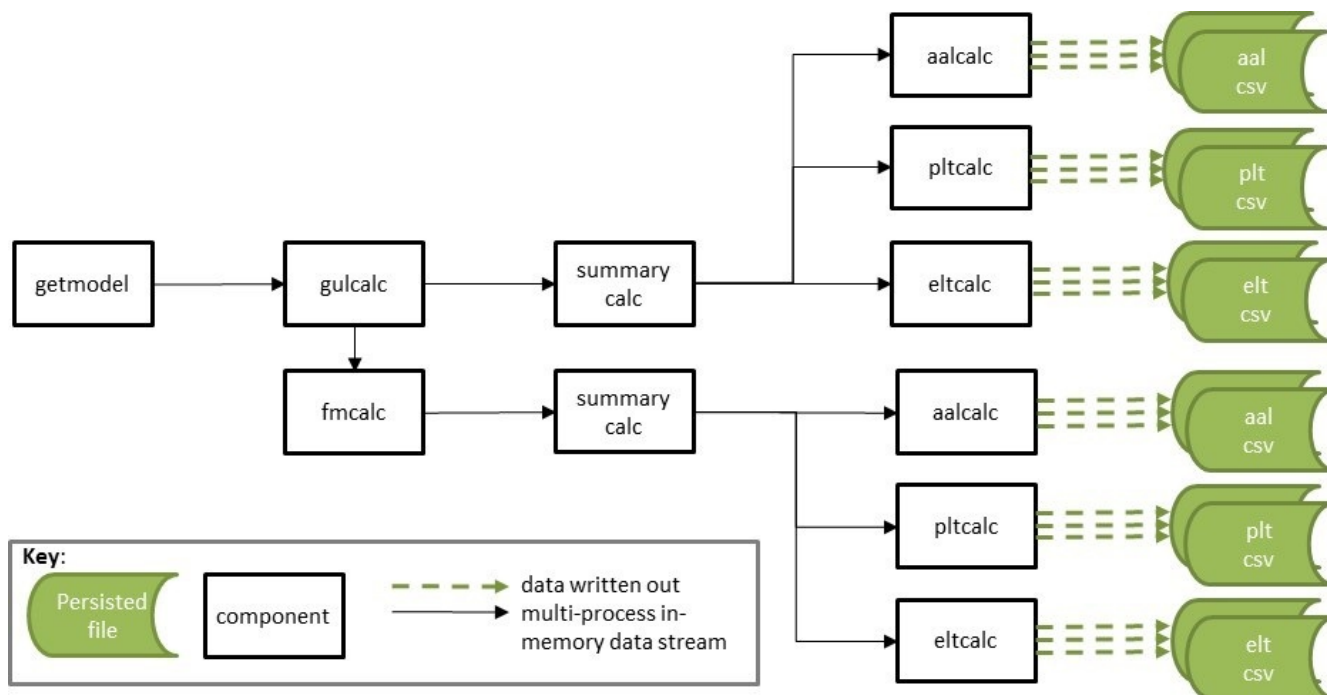 aalcalc
aal
csv
pltcalc
plt
csv
getmodel
gulcalc
summary
calc
eltcalc
elt
csv
fmcalc
summary
calc
aalcalc
aal
csv
pltcalc
plt
csv
eltcalc
elt
csv
Key:
Persisted
file
component
data written out
multi-process in-
memory data stream